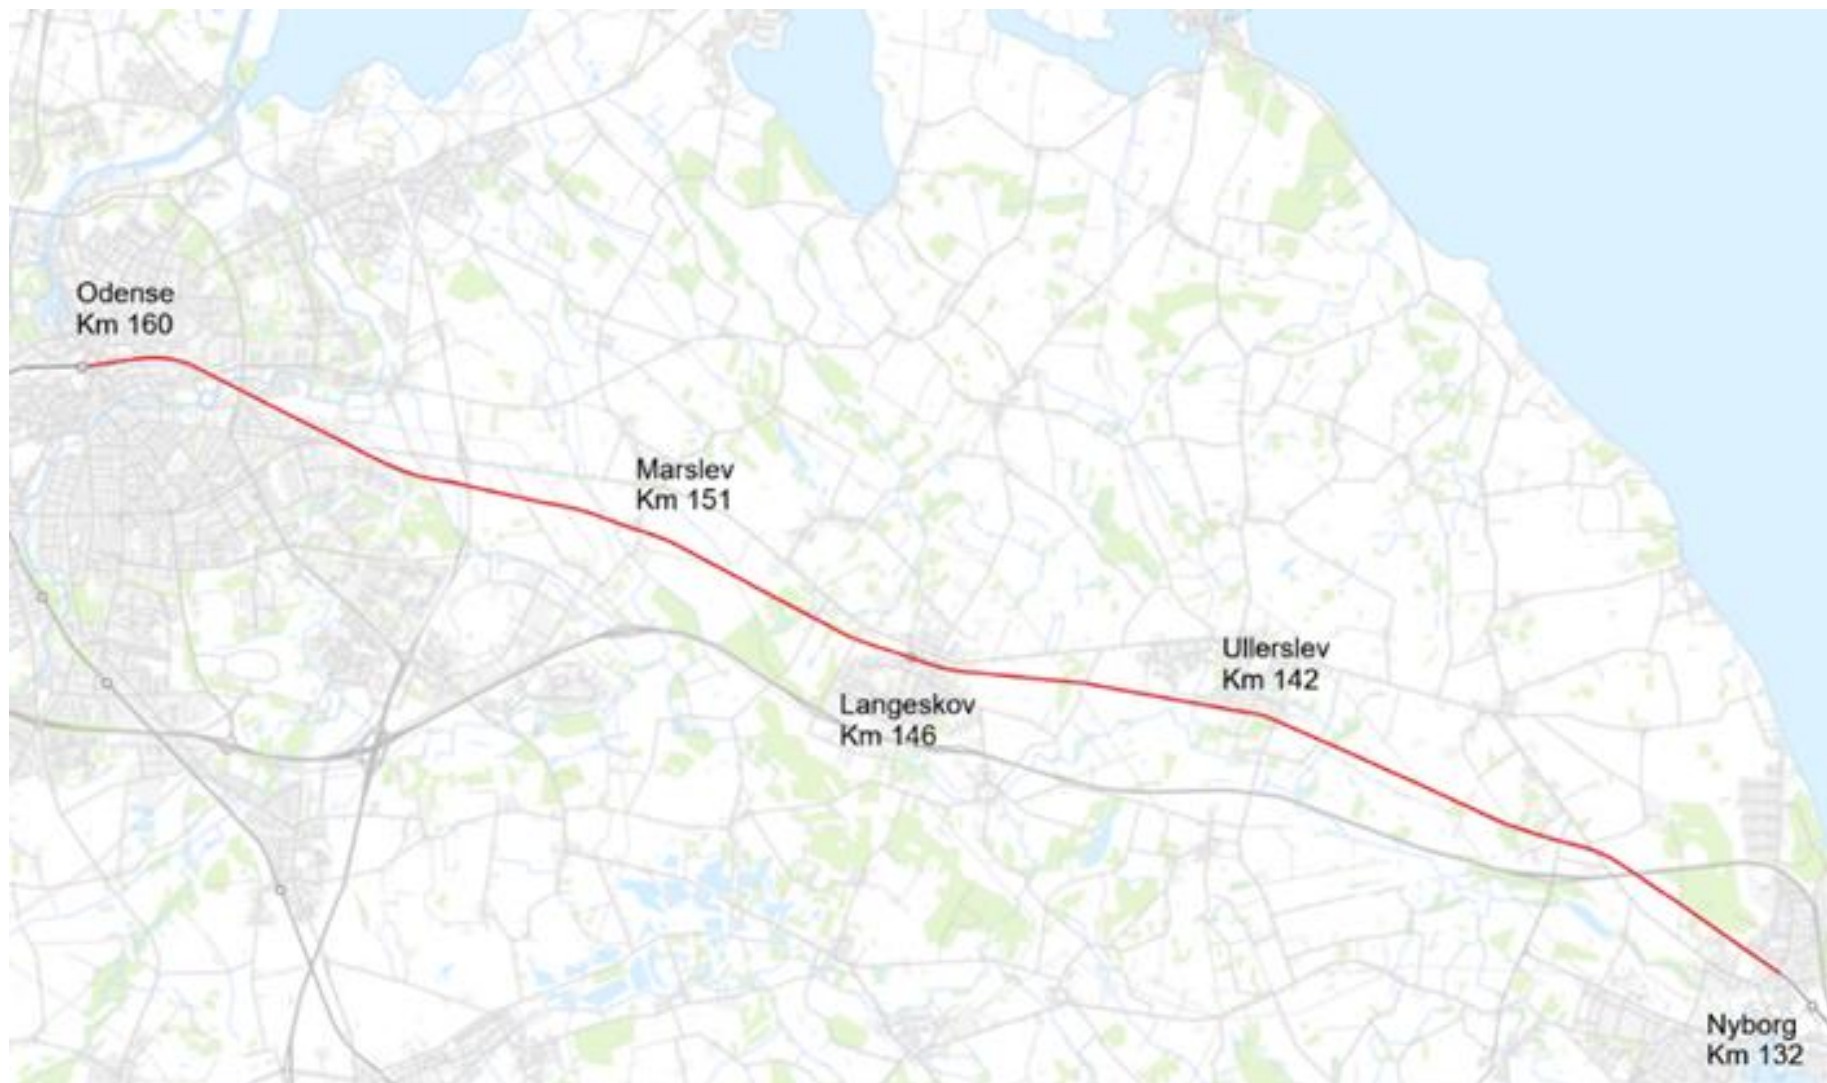 Odense
Km 160
Marslev
Km 151
Ullerslev
Km 142
Langeskov
Km 146
Nyborg
Km 132